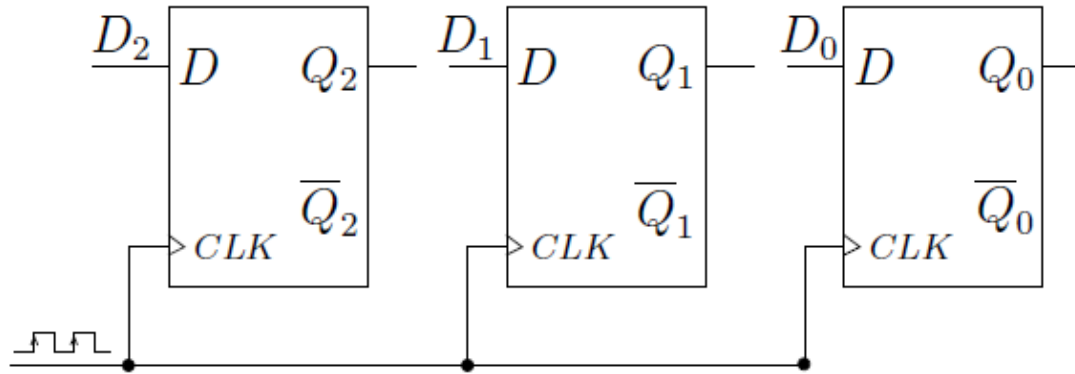 D₂ D Q₂ D₁ D Q₁ D₀ D Q₀
Q̅₂ Q̅₁ Q̅₀
CLK CLK CLK